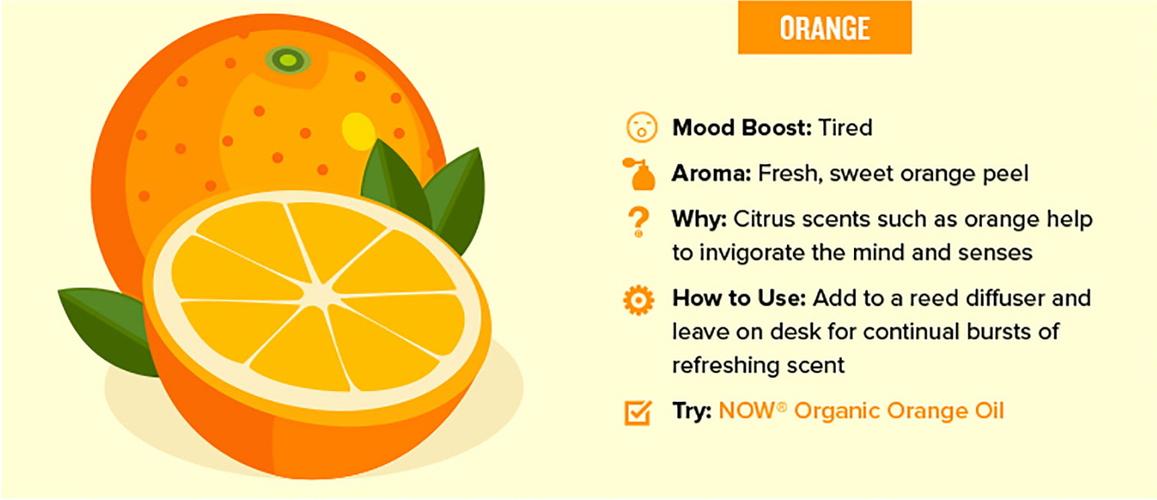 ORANGE
Mood Boost: Tired
Aroma: Fresh, sweet orange peel
Why: Citrus scents such as orange help
to invigorate the mind and senses
How to Use: Add to a reed diffuser and
leave on desk for continual bursts of
refreshing scent
Try: NOW® Organic Orange Oil